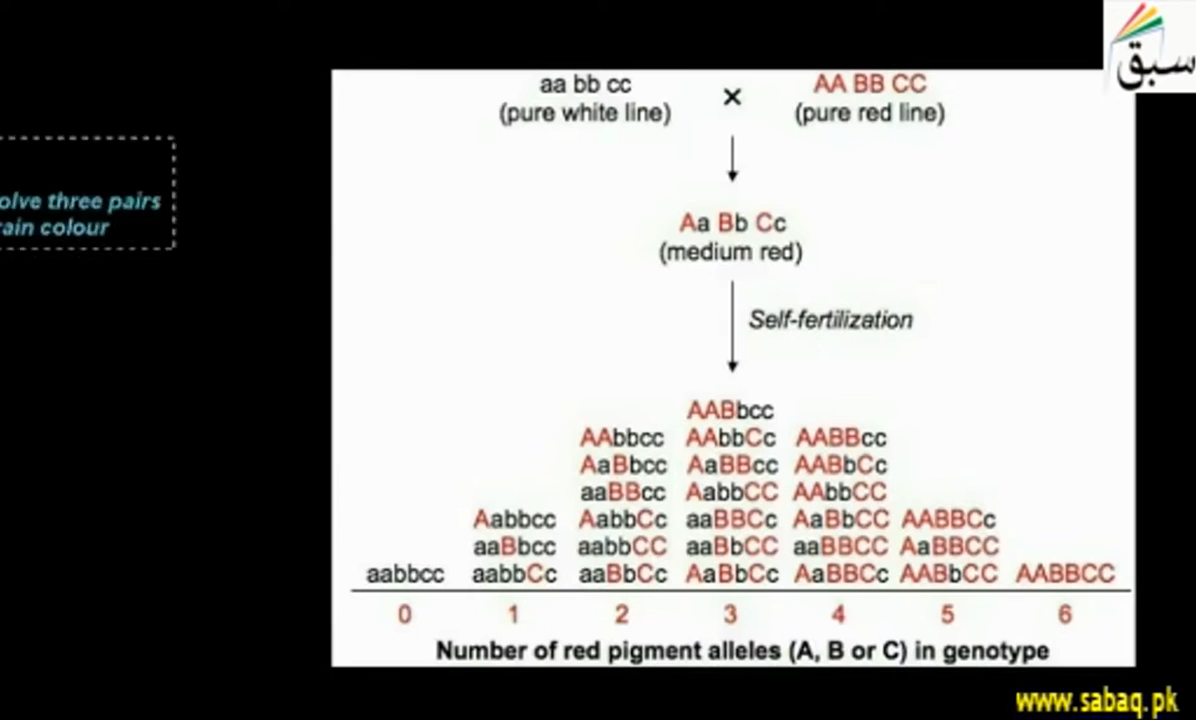 سبق
aa bb cc × AA BB CC
(pure white line) (pure red line)
olve three pairs
rain colour
Aa Bb Cc
(medium red)
Self-fertilization
AABbcc
AAbbcc AAbbCc AABBcc
AaBbcc AaBBcc AABbCc
aaBBcc AabbCC AAbbCC
Aabbcc AabbCc aaBBCc AaBbCC AABBCc
aaBbcc aabbCC aaBbCC aaBBCC AaBBCC
aabbcc aabbCc aaBbCc AaBbCc AaBBCc AABbCC AABBCC
0 1 2 3 4 5 6
Number of red pigment alleles (A, B or C) in genotype
www.sabaq.pk